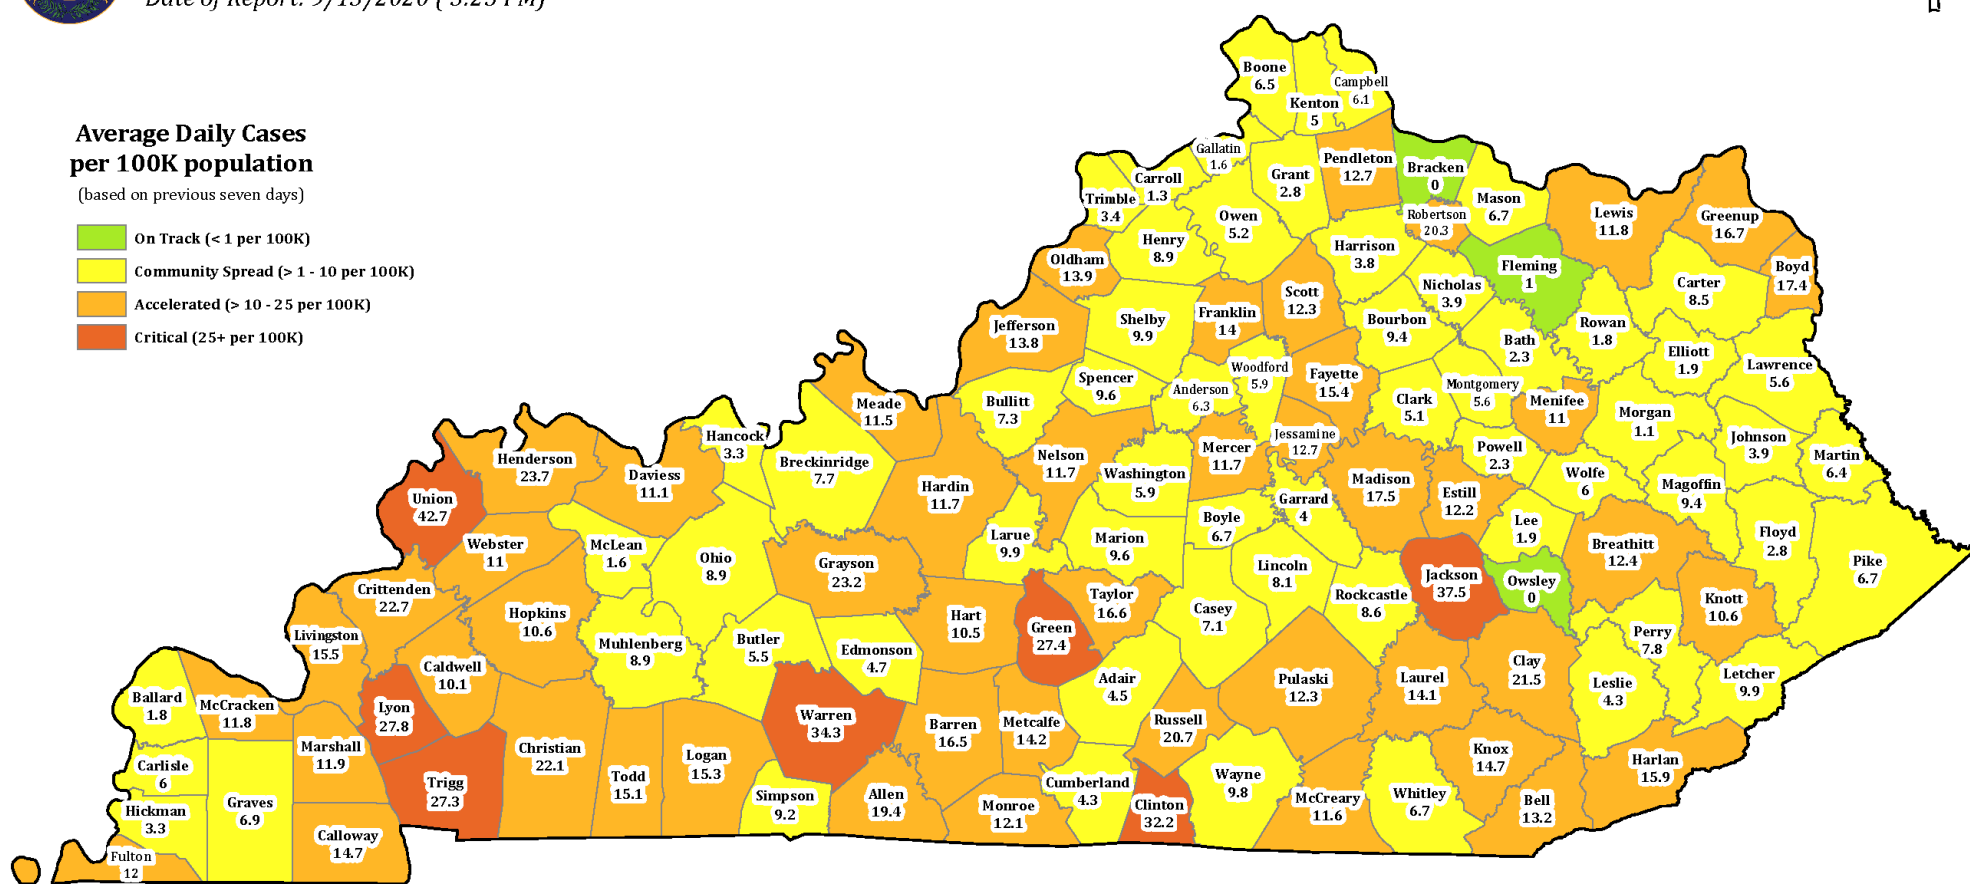 Date of Report: 9/13/2020 ( 3:23 PM)
Average Daily Cases
per 100K population
(based on previous seven days)
On Track (< 1 per 100K)
Community Spread (> 1 - 10 per 100K)
Accelerated (> 10 - 25 per 100K)
Critical (25+ per 100K)
Boone
6.5
Kenton
5
Campbell
6.1
Gallatin
1.6
Carroll
1.3
Trimble
3.4
Grant
2.8
Pendleton
12.7
Bracken
0
Mason
6.7
Robertson
20.3
Lewis
11.8
Greenup
16.7
Boyd
17.4
Owen
5.2
Henry
8.9
Oldham
13.9
Harrison
3.8
Fleming
1
Nicholas
3.9
Carter
8.5
Scott
12.3
Franklin
14
Shelby
9.9
Jefferson
13.8
Bourbon
9.4
Bath
2.3
Rowan
1.8
Elliott
1.9
Lawrence
5.6
Woodford
5.9
Fayette
15.4
Anderson
6.3
Spencer
9.6
Bullitt
7.3
Meade
11.5
Clark
5.1
Montgomery
5.6
Menifee
11
Morgan
1.1
Johnson
3.9
Martin
6.4
Hancock
3.3
Breckinridge
7.7
Nelson
11.7
Washington
5.9
Mercer
11.7
Jessamine
12.7
Powell
2.3
Wolfe
6
Magoffin
9.4
Henderson
23.7
Daviess
11.1
Union
42.7
Hardin
11.7
Madison
17.5
Estill
12.2
Garrard
4
Boyle
6.7
Lee
1.9
Floyd
2.8
Pike
6.7
Webster
11
McLean
1.6
Ohio
8.9
Grayson
23.2
Larue
9.9
Marion
9.6
Lincoln
8.1
Rockcastle
8.6
Jackson
37.5
Owsley
0
Breathitt
12.4
Knott
10.6
Crittenden
22.7
Hopkins
10.6
Livingston
15.5
Caldwell
10.1
Muhlenberg
8.9
Butler
5.5
Edmonson
4.7
Hart
10.5
Green
27.4
Taylor
16.6
Casey
7.1
Perry
7.8
Adair
4.5
Pulaski
12.3
Laurel
14.1
Clay
21.5
Leslie
4.3
Letcher
9.9
Ballard
1.8
McCracken
11.8
Lyon
27.8
Warren
34.3
Barren
16.5
Metcalfe
14.2
Russell
20.7
Marshall
11.9
Christian
22.1
Logan
15.3
Todd
15.1
Knox
14.7
Harlan
15.9
Carlisle
6
Hickman
3.3
Graves
6.9
Trigg
27.3
Simpson
9.2
Allen
19.4
Monroe
12.1
Cumberland
4.3
Clinton
32.2
Wayne
9.8
McCreary
11.6
Whitley
6.7
Bell
13.2
Calloway
14.7
Fulton
12